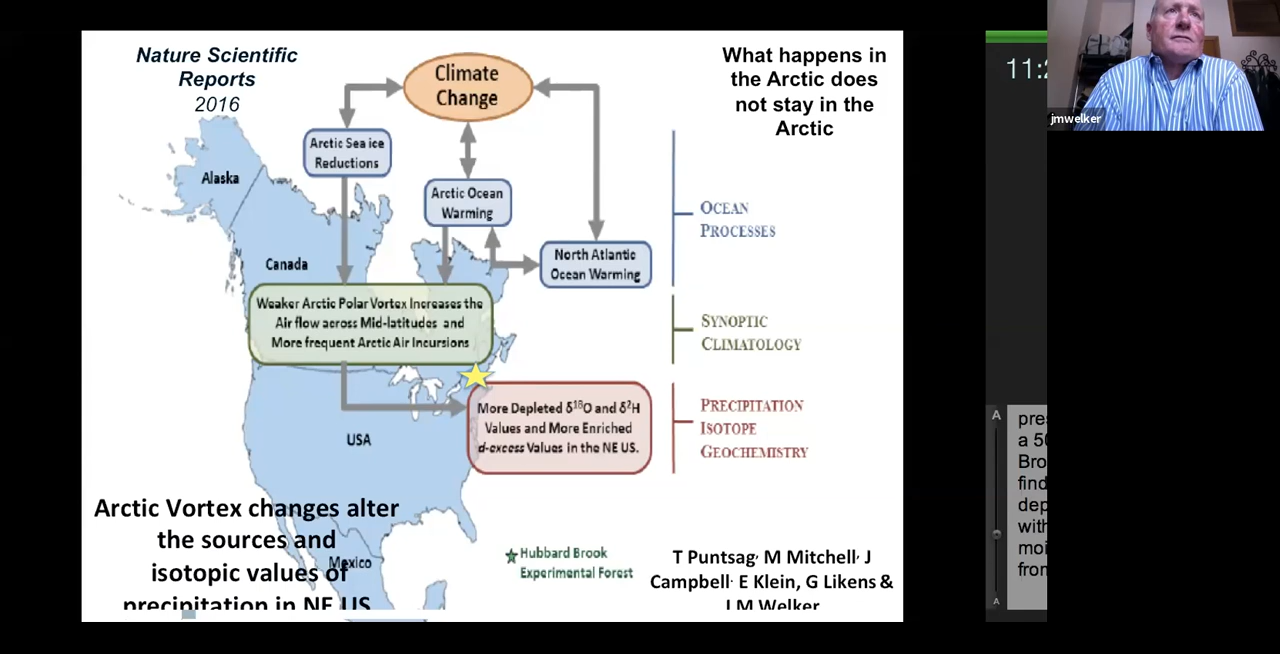 Nature Scientific
Reports
2016
What happens in
the Arctic does
not stay in the
Arctic
Climate
Change
Arctic Sea ice
Reductions
Alaska
Arctic Ocean
Warming
Canada
North Atlantic
Ocean Warming
OCEAN
PROCESSES
Weaker Arctic Polar Vortex Increases the
Air flow across Mid-latitudes and
More frequent Arctic Air Incursions
SYNOPTIC
CLIMATOLOGY
More Depleted δ¹⁸O and δ²H
Values and More Enriched
d-excess Values in the NE US.
PRECIPITATION
ISOTOPE
GEOCHEMISTRY
USA
Arctic Vortex changes alter
the sources and
isotopic values of
precipitation in NE US
Mexico
Hubbard Brook
Experimental Forest
T Puntsag, M Mitchell, J
Campbell, E Klein, G Likens &
J M Welker
jmwelker
11:2
A
pres
a 50
Bro
find
dep
with
moi
fron
A